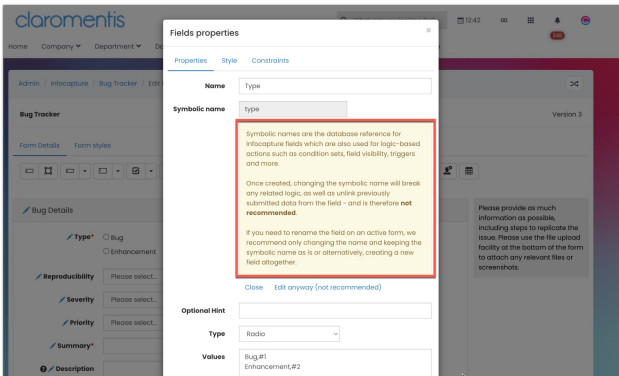 claromentis
12:42
Home Company Department
Admin / Infocapture / Bug Tracker / Edit
Bug Tracker
Version 3
Form Details Form styles
Bug Details
Type*
Bug
Enhancement
Reproducibility Please select...
Severity Please select...
Priority Please select...
Summary*
Description
Fields properties ×
Properties Style Constraints
Name Type
Symbolic name type
Symbolic names are the database reference for
infocapture fields which are also used for logic-based
actions such as condition sets, field visibility, triggers
and more.
Once created, changing the symbolic name will break
any related logic, as well as unlink previously
submitted data from the field - and is therefore not
recommended.
If you need to rename the field on an active form, we
recommend only changing the name and keeping the
symbolic name as is or alternatively, creating a new
field altogether.
Close Edit anyway (not recommended)
Optional Hint
Type Radio
Values Bug,#1
Enhancement,#2
Please provide as much
information as possible,
including steps to replicate the
issue. Please use the file upload
facility at the bottom of the form
to attach any relevant files or
screenshots.